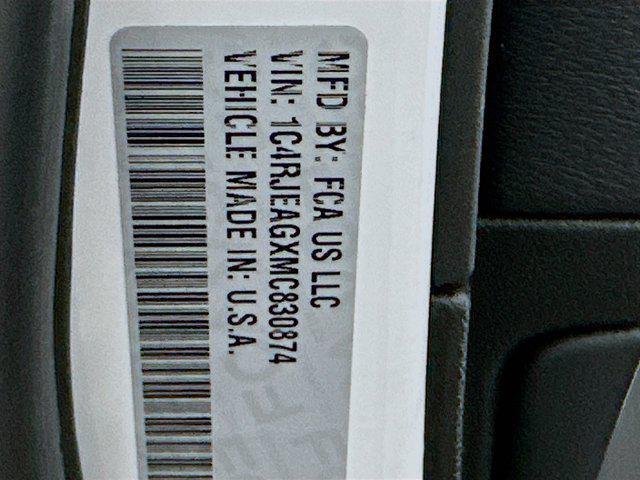 MFD BY: FCA US LLC
VIN: 1C4RJEAGXMC830874
VEHICLE MADE IN: U.S.A.